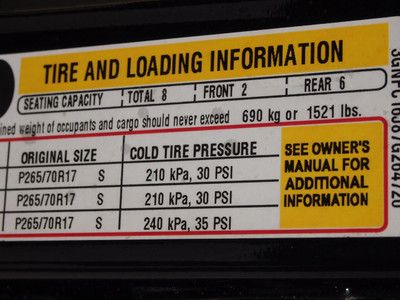 TIRE AND LOADING INFORMATION
SEATING CAPACITY TOTAL 8 FRONT 2 REAR 6
weight of occupants and cargo should never exceed 690 kg or 1521 lbs.
ORIGINAL SIZE COLD TIRE PRESSURE
P265/70R17 S 210 kPa, 30 PSI
P265/70R17 S 210 kPa, 30 PSI
P265/70R17 S 240 kPa, 35 PSI
SEE OWNER'S
MANUAL FOR
ADDITIONAL
INFORMATION